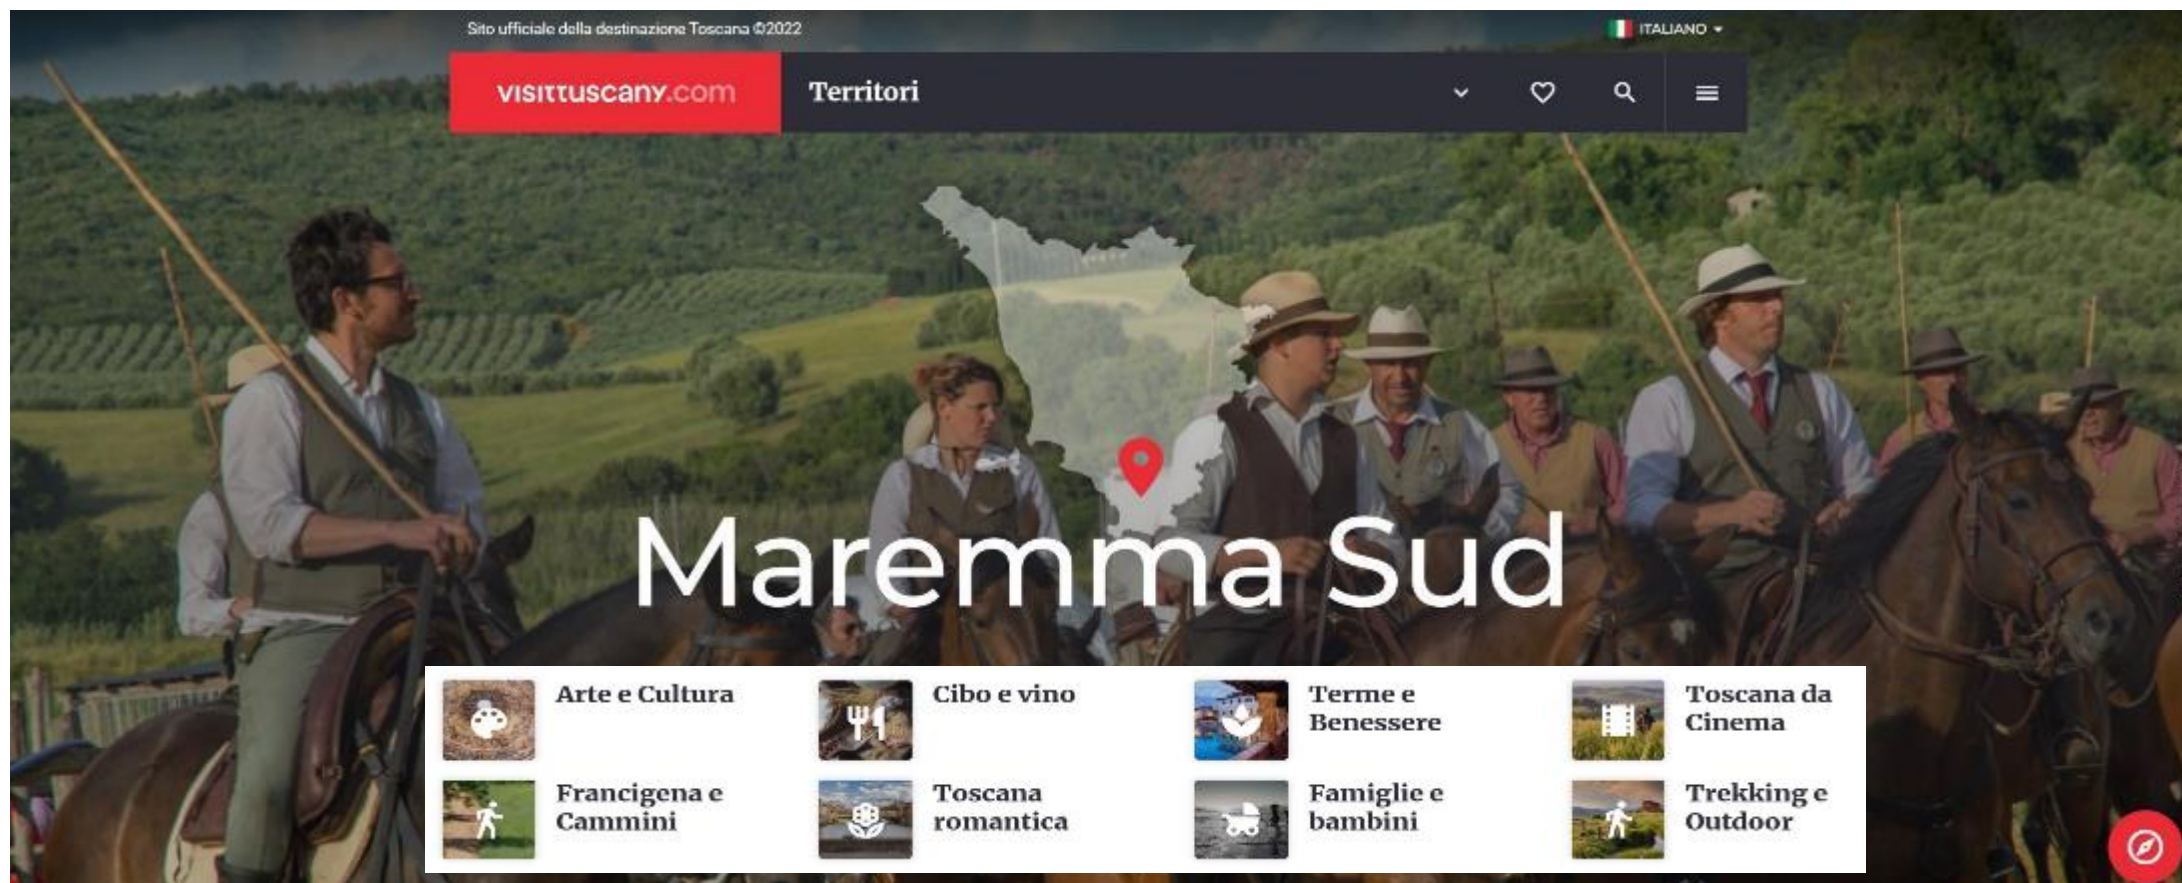 Sito ufficiale della destinazione Toscana ©2022
ITALIANO
visittuscany.com
Territori
Maremma Sud
Arte e Cultura
Cibo e vino
Terme e
Benessere
Toscana da
Cinema
Francigena e
Cammini
Toscana
romantica
Famiglie e
bambini
Trekking e
Outdoor